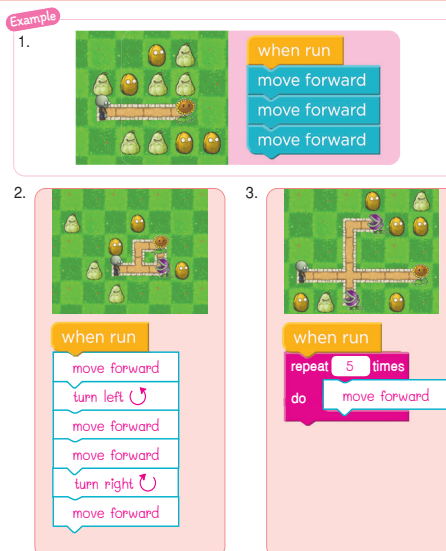 Example
1.
when run
move forward
move forward
move forward
2.
when run
move forward
turn left
move forward
move forward
turn right
move forward
3.
when run
repeat 5 times
do move forward